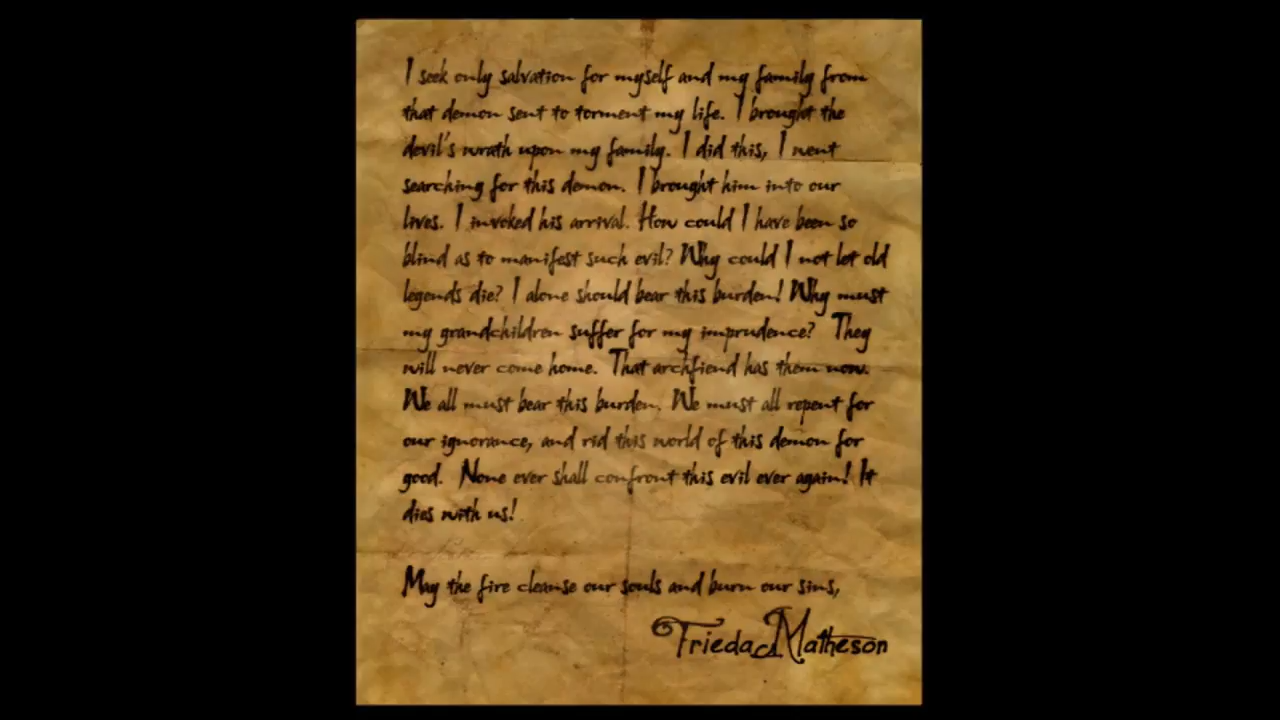 I seek only salvation for myself and my family from
that demon sent to torment my life. I brought the
devil's wrath upon my family. I did this, I went
searching for this demon. I brought him into our
lives. I invoked his arrival. How could I have been so
blind as to manifest such evil? Why could I not let old
legends die? I alone should bear this burden! Why must
my grandchildren suffer for my imprudence? They
will never come home. That archfiend has them now.
We all must bear this burden. We must all repent for
our ignorance, and rid this world of this demon for
good. None ever shall confront this evil ever again! It
dies with us!
May the fire cleanse our souls and burn our sins,
Frieda Matheson